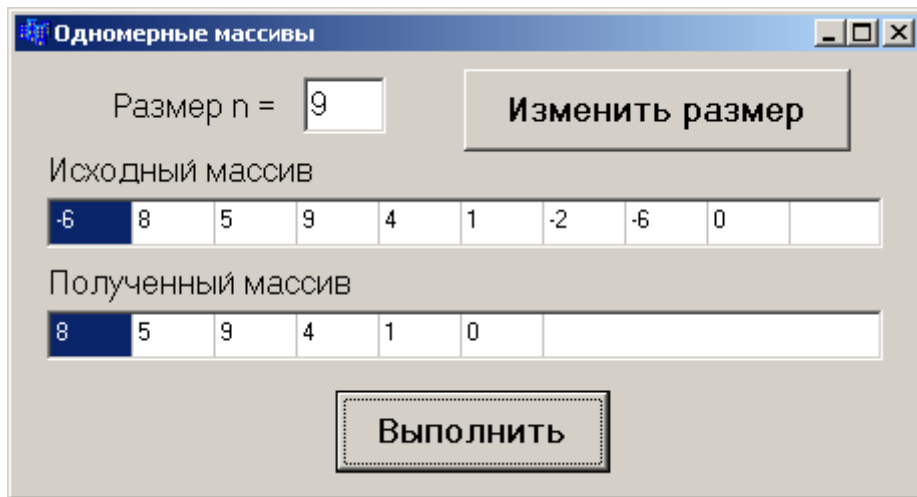 Одномерные массивы
Размер n = 9 Изменить размер
Исходный массив
-6 8 5 9 4 1 -2 -6 0
Полученный массив
8 5 9 4 1 0
Выполнить